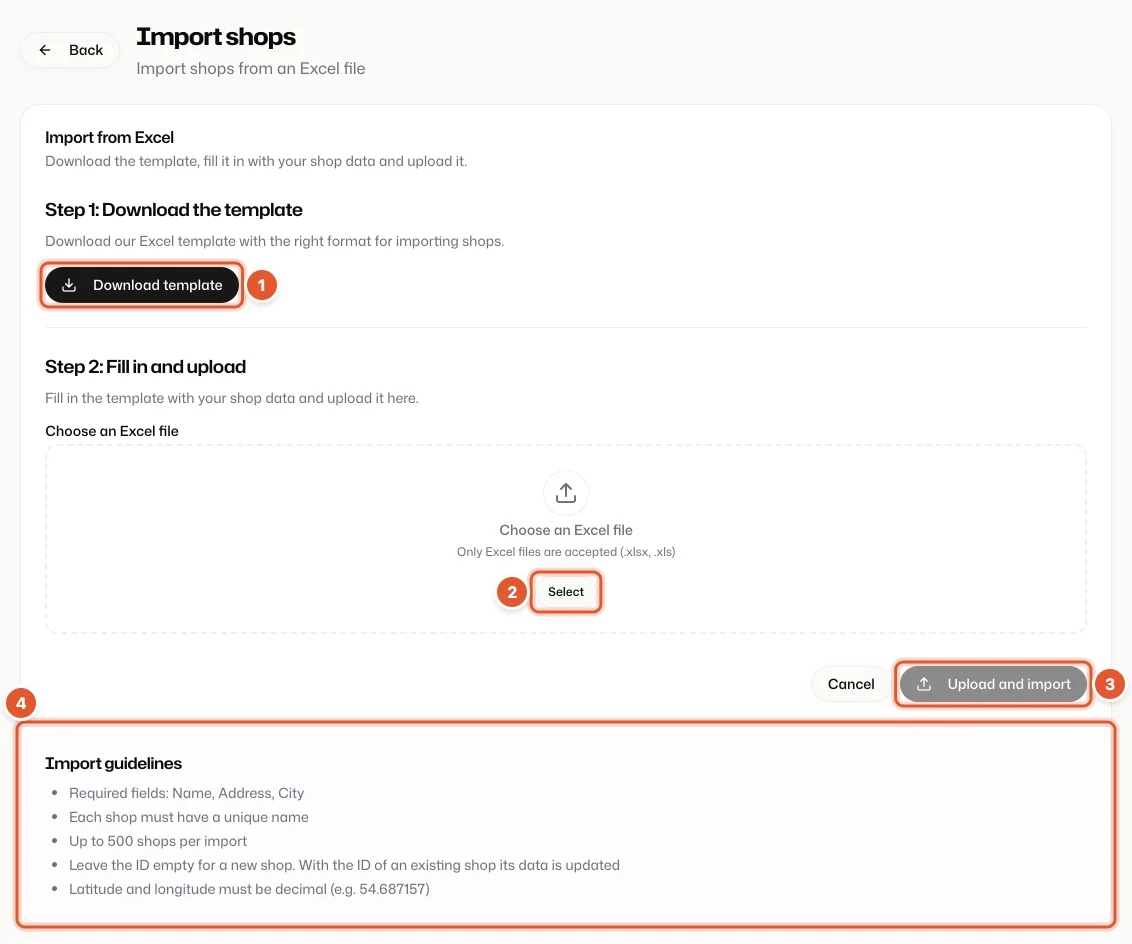 Back
Import shops
Import shops from an Excel file
Import from Excel
Download the template, fill it in with your shop data and upload it.
Step 1: Download the template
Download our Excel template with the right format for importing shops.
Download template
1
Step 2: Fill in and upload
Fill in the template with your shop data and upload it here.
Choose an Excel file
Choose an Excel file
Only Excel files are accepted (.xlsx, .xls)
2
Select
Cancel
Upload and import
3
4
Import guidelines
• Required fields: Name, Address, City
• Each shop must have a unique name
• Up to 500 shops per import
• Leave the ID empty for a new shop. With the ID of an existing shop its data is updated
• Latitude and longitude must be decimal (e.g. 54.687157)